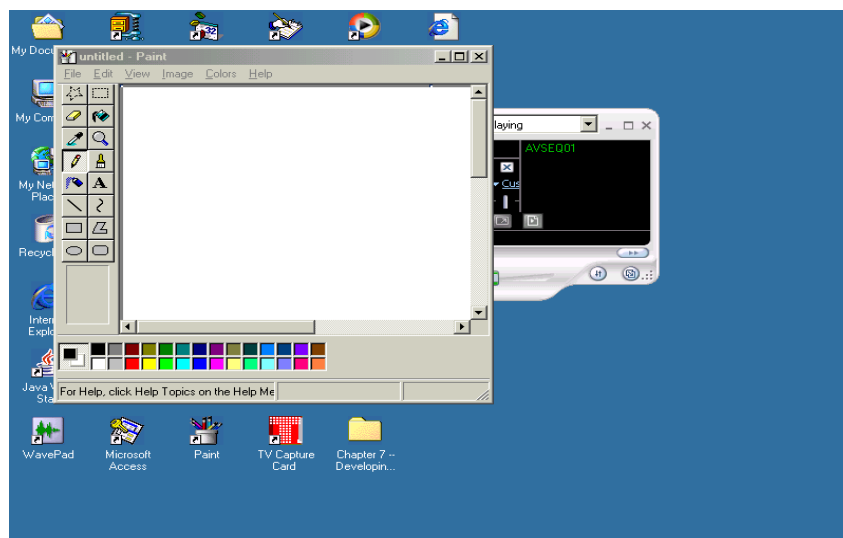 My Docu
untitled - Paint
File Edit View Image Colors Help
My Com
laying
AVSEQ01
Cus
My Net
Plac
Recycl
Intern
Explo
Java W
Sta
For Help, click Help Topics on the Help Me
WavePad
Microsoft
Access
Paint
TV Capture
Card
Chapter 7 --
Developin...